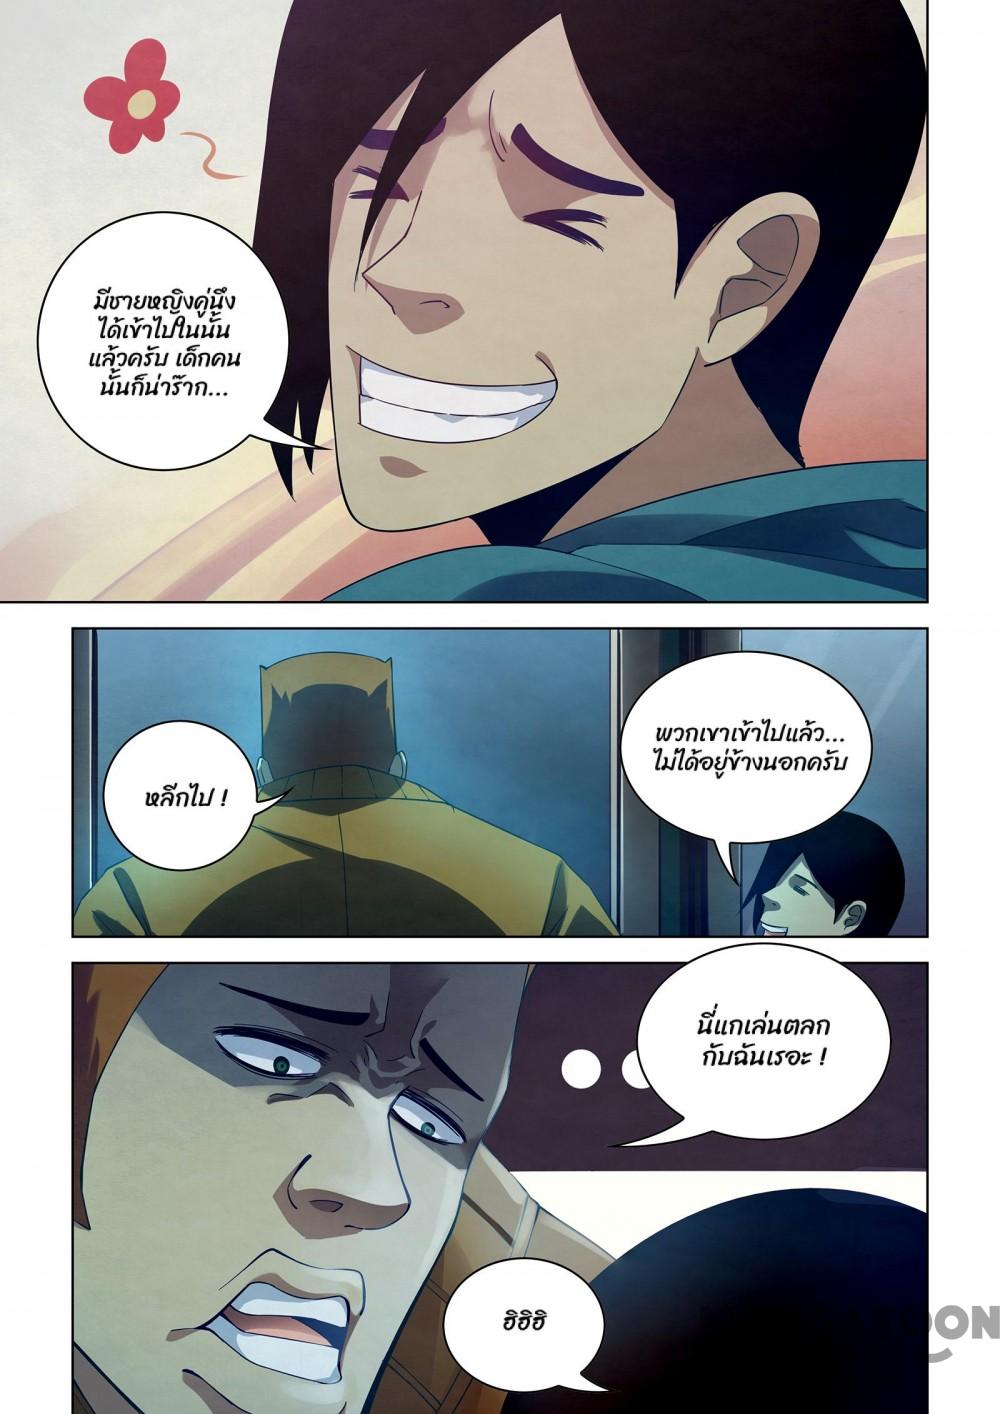 มีชายหญิงคู่นึง
ได้เข้าไปในนั้น
แล้วครับ เด็กคน
นั้นก็น่าร๊าก...
พวกเขาเข้าไปแล้ว...
ไม่ได้อยู่ข้างนอกครับ
หลีกไป !
นี่แกเล่นตลก
กับฉันเรอะ !
ฮิฮิฮิ